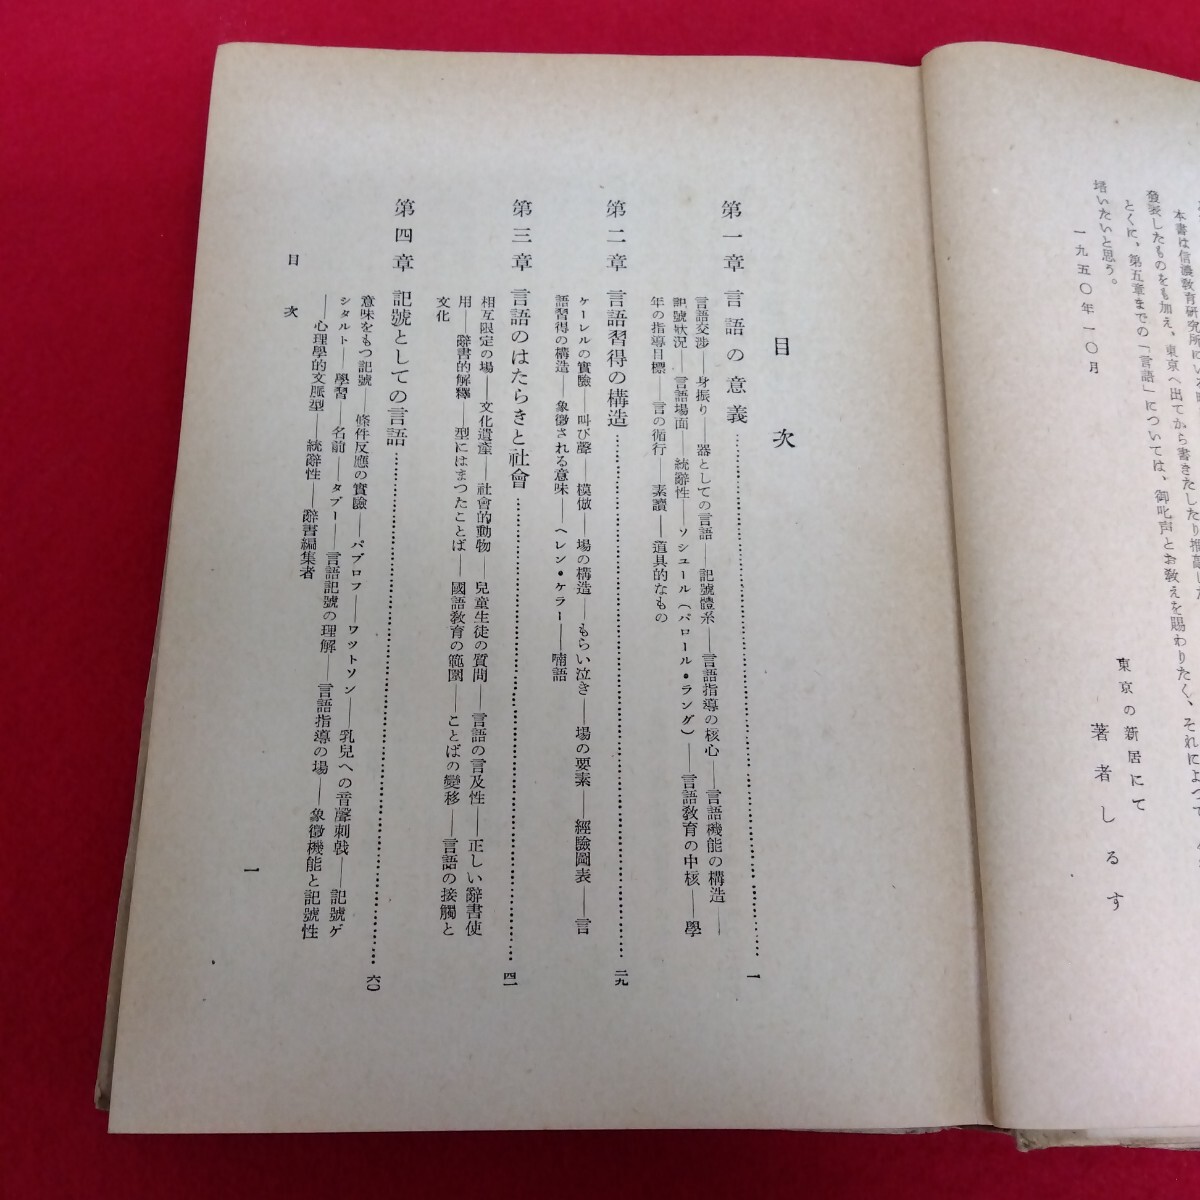 本書は信濃教育研究所にい
發表したものをも加え、東京へ出てから書きたしたり推敲した
とくに、第五章までの「言語」については、御叱声とお敎えを賜わりたく、それによって
培いたいと思う。
一九五〇年一〇月
東京の新居にて
著者しるす
目次
第一章 言語の意義……一
言語交渉――身振り――器としての言語――記號體系――言語指導の核心――言語機能の構造――
記號狀況――言語場面――統辭性――ソシュール(パロール・ラング)――言語敎育の中核――學
年の指導目標――言の循行――素讀――道具的なもの
第二章 言語習得の構造……二九
ケーレルの實驗――叫び聲――模倣――場の構造――もらい泣き――場の要素――經驗圖表――言
語習得の構造――象徵される意味――ヘレン・ケラー――喃語
第三章 言語のはたらきと社會……四一
相互限定の場――文化遺產――社會的動物――兒童生徒の質問――言語の言及性――正しい辭書使
用――辭書的解釋――型にはまつたことば――國語敎育の範圍――ことばの變移――言語の接觸と
文化
第四章 記號としての言語……六〇
意味をもつ記號――條件反應の實驗――パブロフ――ワツトソン――乳兒への音聲刺戟――記號ゲ
シタルト――學習――名前――タブー――言語記號の理解――言語指導の場――象徵機能と記號性
――心理學的文脈型――統辭性――辭書編集者
目次
一